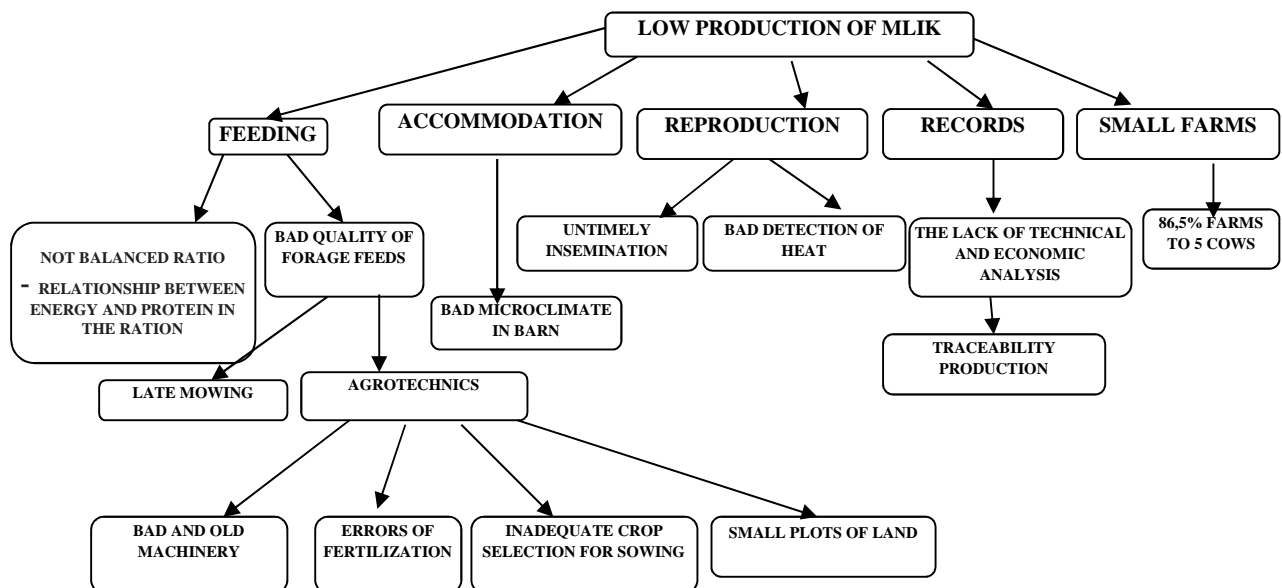 LOW PRODUCTION OF MLIK
FEEDING
ACCOMMODATION
REPRODUCTION
RECORDS
SMALL FARMS
NOT BALANCED RATIO
- RELATIONSHIP BETWEEN
ENERGY AND PROTEIN IN
THE RATION
BAD QUALITY OF
FORAGE FEEDS
UNTIMELY
INSEMINATION
BAD DETECTION OF
HEAT
THE LACK OF TECHNICAL
AND ECONOMIC
ANALYSIS
86,5% FARMS
TO 5 COWS
BAD MICROCLIMATE
IN BARN
TRACEABILITY
PRODUCTION
LATE MOWING
AGROTECHNICS
BAD AND OLD
MACHINERY
ERRORS OF
FERTILIZATION
INADEQUATE CROP
SELECTION FOR SOWING
SMALL PLOTS OF LAND